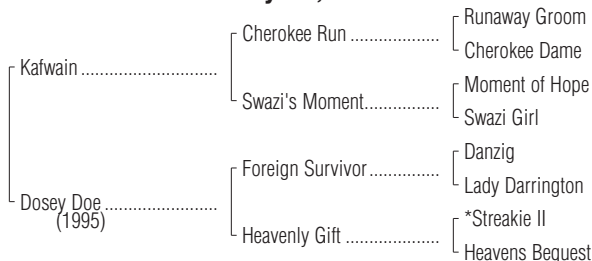 Runaway Groom
Cherokee Run ...................
Cherokee Dame
Kafwain .............................
Moment of Hope
Swazi's Moment................
Swazi Girl
Danzig
Foreign Survivor ...............
Lady Darrington
Dosey Doe ........................
(1995)
*Streakie II
Heavenly Gift ....................
Heavens Bequest